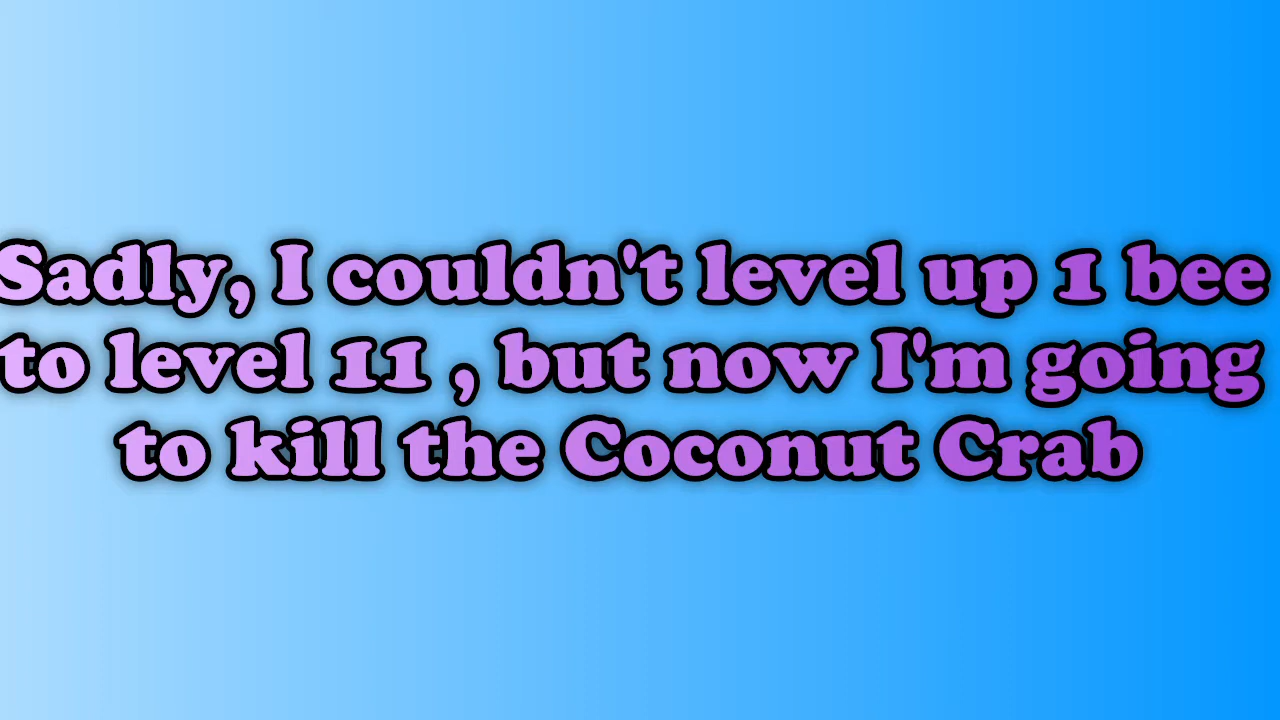 Sadly, I couldn't level up 1 bee
to level 11 , but now I'm going
to kill the Coconut Crab